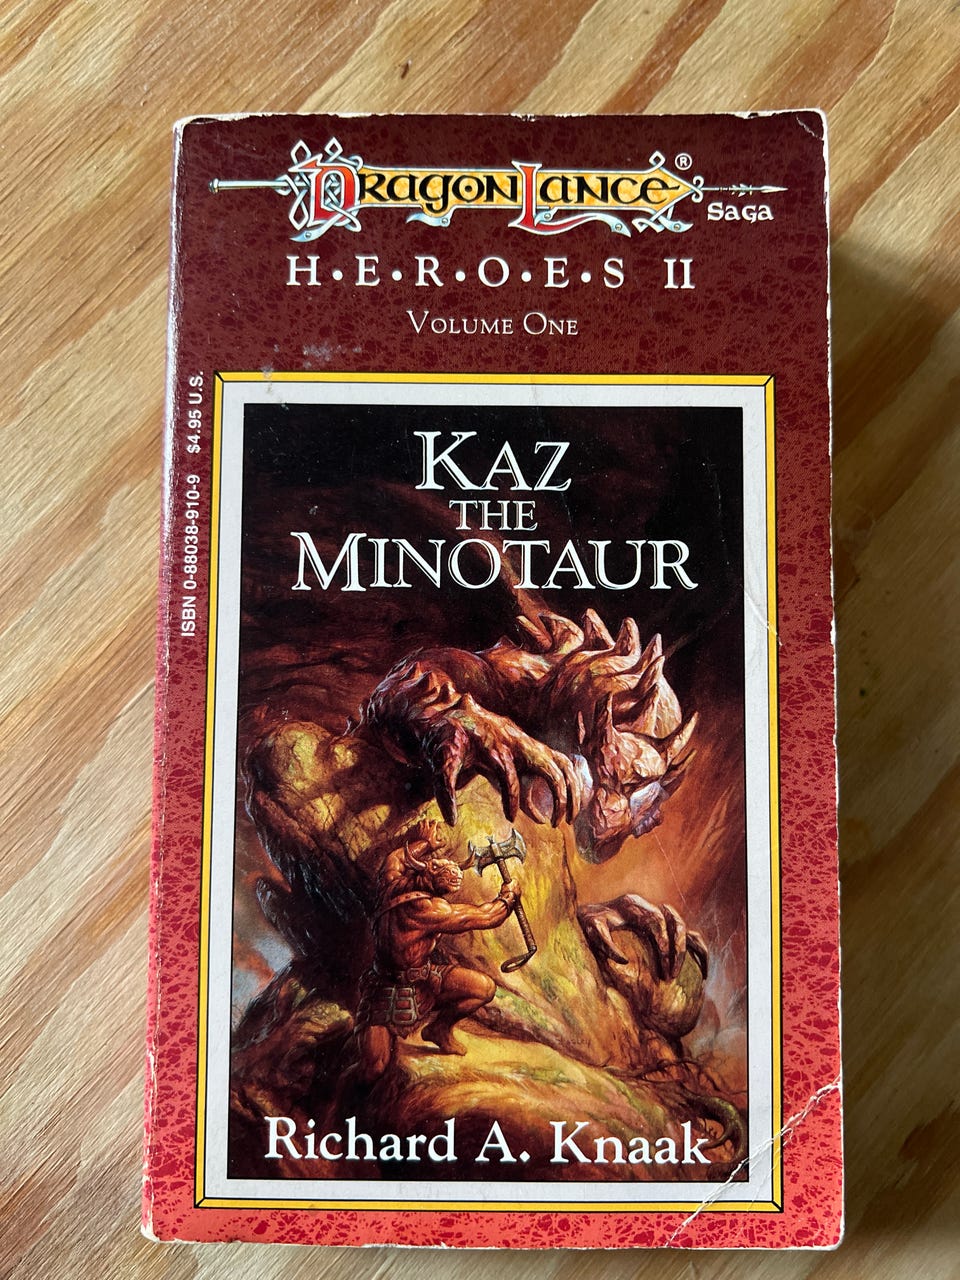 DragonLance®
Saga
H•E•R•O•E•S II
Volume One
ISBN 0-88038-910-9 $4.95 U.S.
Kaz
the
Minotaur
Richard A. Knaak